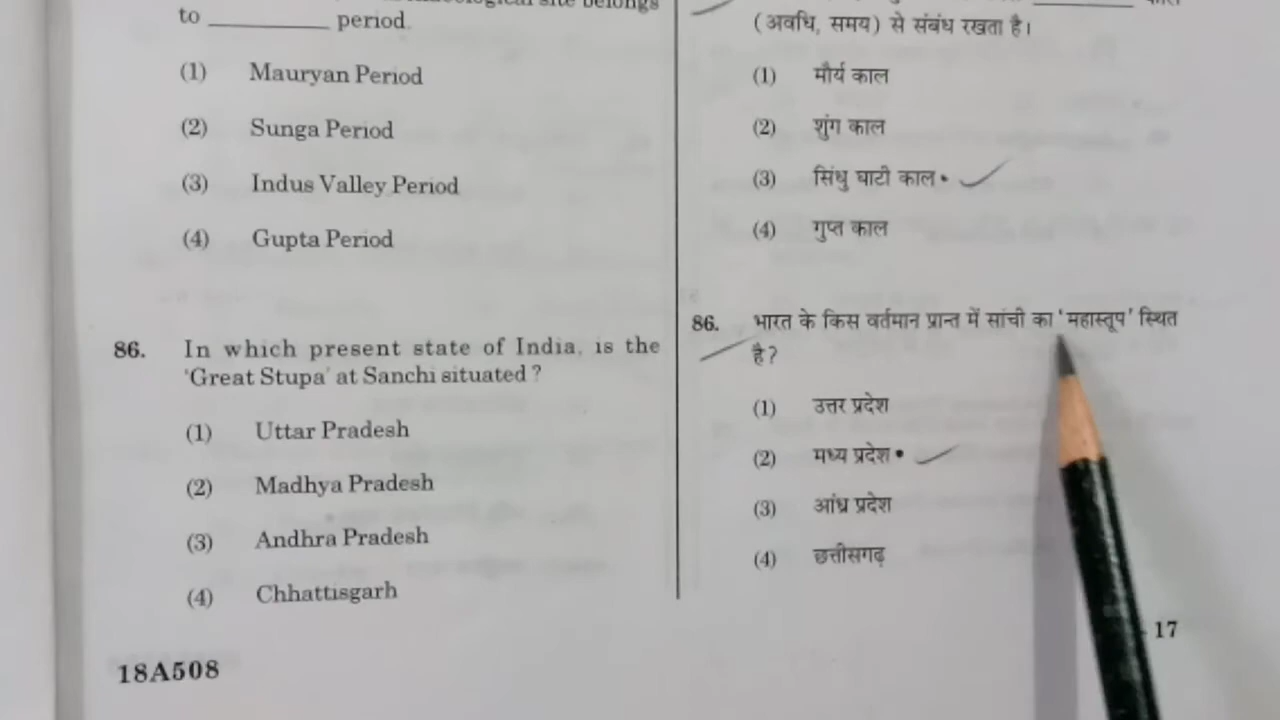 site belongs
to ____________ period.
(1) Mauryan Period
(2) Sunga Period
(3) Indus Valley Period
(4) Gupta Period
86. In which present state of India, is the
'Great Stupa' at Sanchi situated ?
(1) Uttar Pradesh
(2) Madhya Pradesh
(3) Andhra Pradesh
(4) Chhattisgarh
18A508
(अवधि, समय) से संबंध रखता है।
(1) मौर्य काल
(2) शुंग काल
(3) सिंधु घाटी काल
(4) गुप्त काल
86. भारत के किस वर्तमान प्रान्त में सांची का 'महास्तूप' स्थित
है?
(1) उत्तर प्रदेश
(2) मध्य प्रदेश
(3) आंध्र प्रदेश
(4) छत्तीसगढ़
17